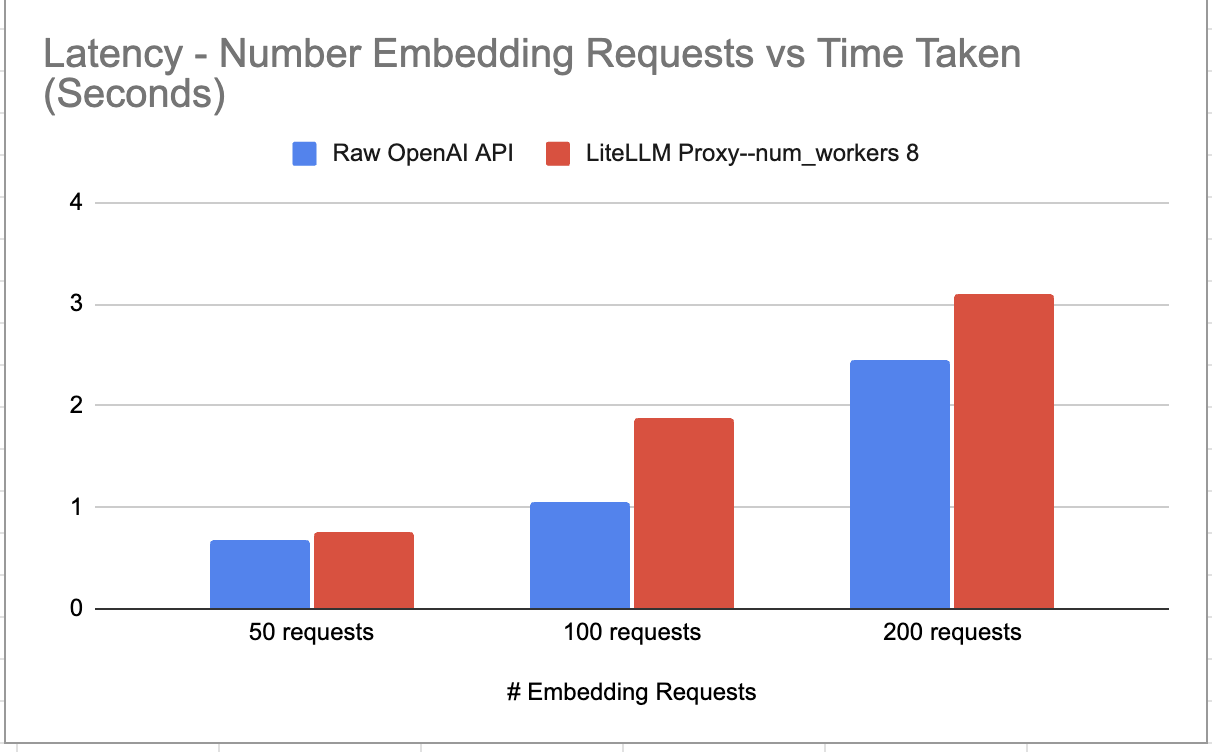 Latency - Number Embedding Requests vs Time Taken
(Seconds)
Raw OpenAI API LiteLLM Proxy--num_workers 8
4
3
2
1
0
50 requests 100 requests 200 requests
# Embedding Requests